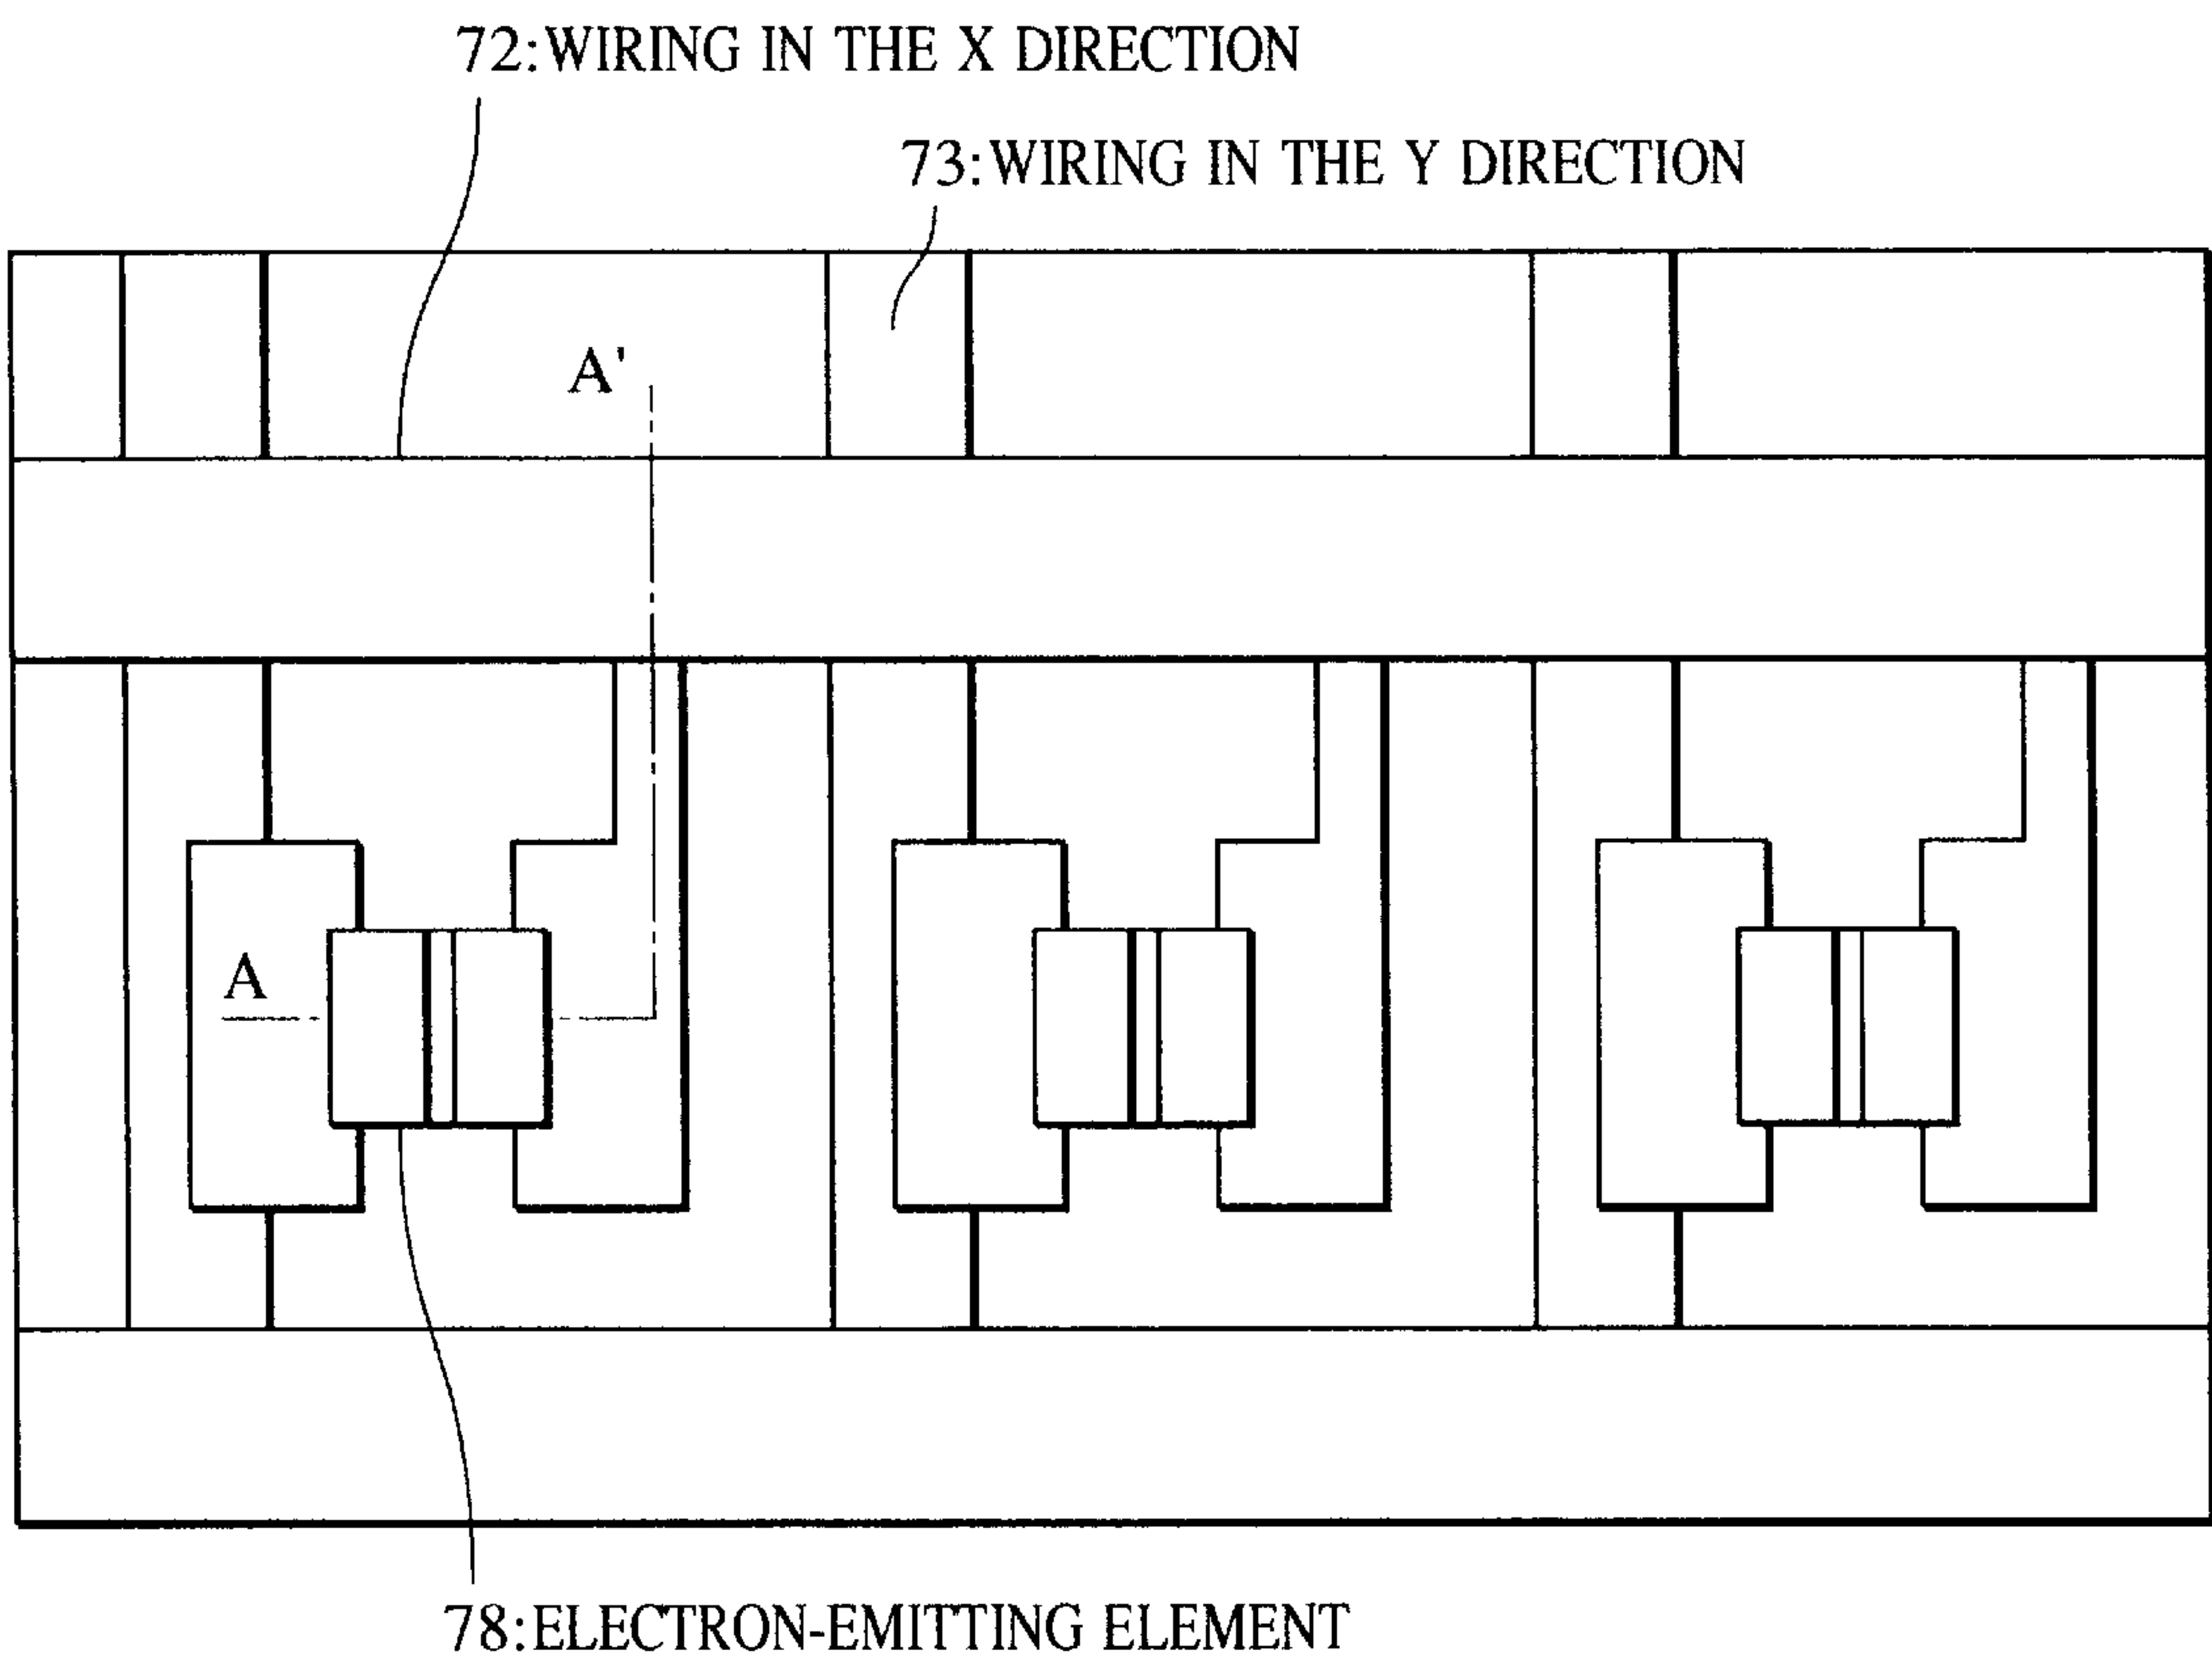 72:WIRING IN THE X DIRECTION
73:WIRING IN THE Y DIRECTION
A'
A
78:ELECTRON-EMITTING ELEMENT